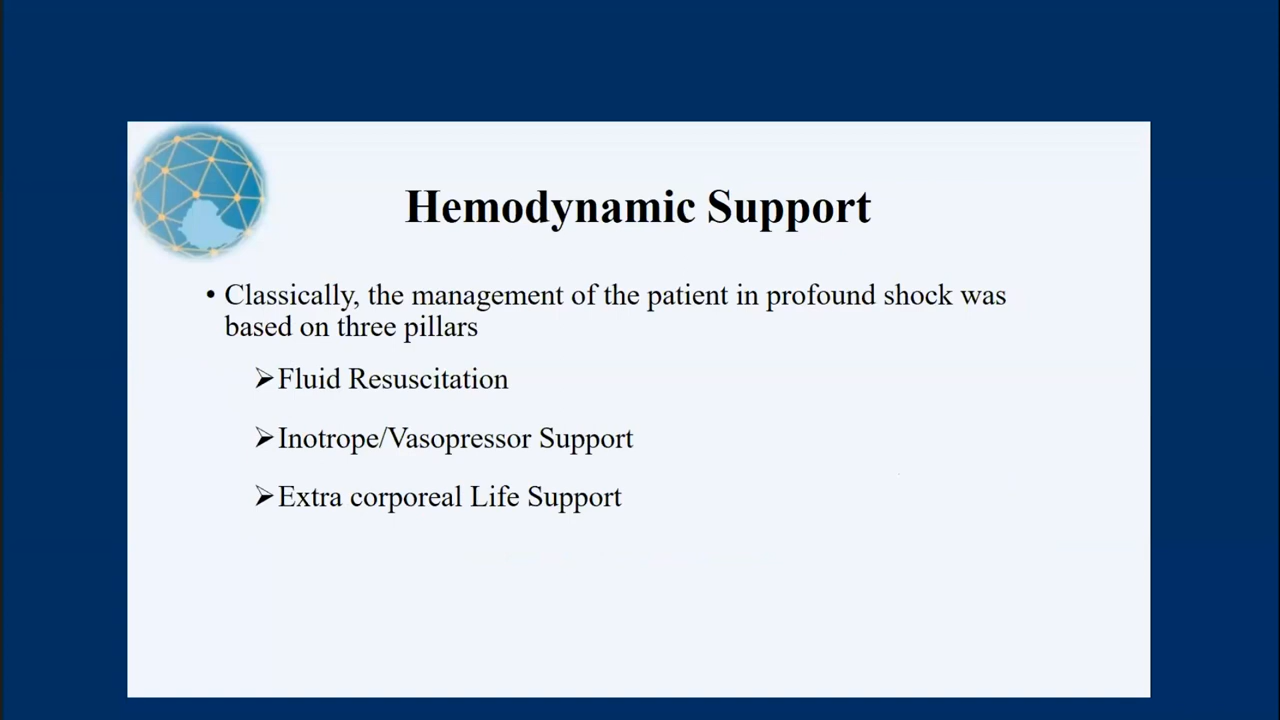 Hemodynamic Support
• Classically, the management of the patient in profound shock was
based on three pillars
➢Fluid Resuscitation
➢Inotrope/Vasopressor Support
➢Extra corporeal Life Support